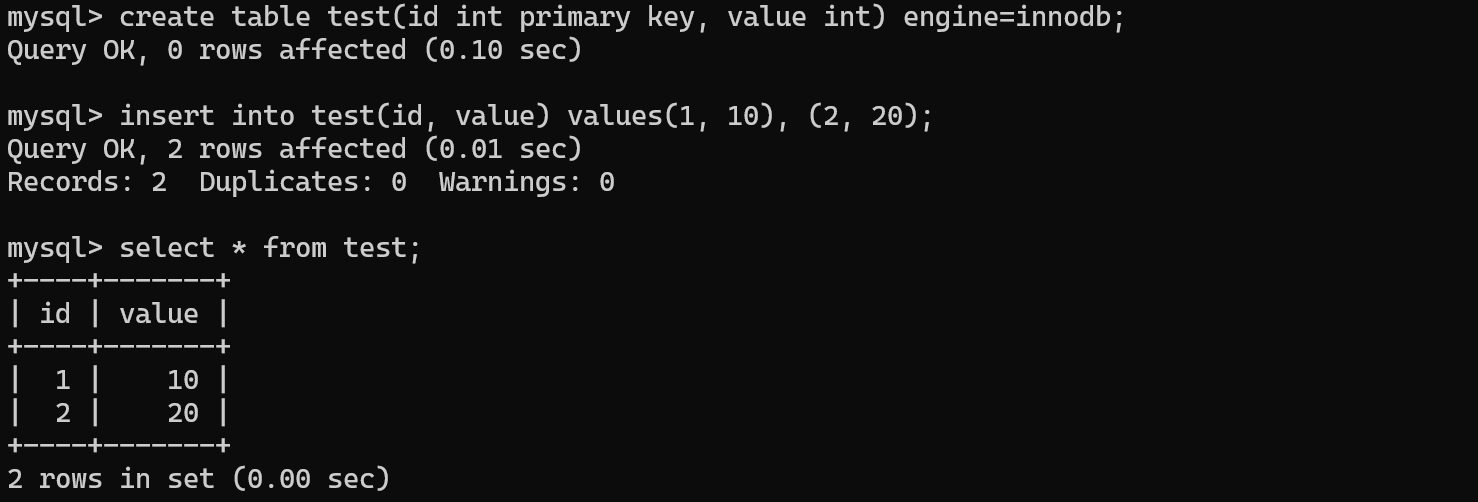 mysql> create table test(id int primary key, value int) engine=innodb;
Query OK, 0 rows affected (0.10 sec)

mysql> insert into test(id, value) values(1, 10), (2, 20);
Query OK, 2 rows affected (0.01 sec)
Records: 2  Duplicates: 0  Warnings: 0

mysql> select * from test;
+----+-------+
| id | value |
+----+-------+
|  1 |    10 |
|  2 |    20 |
+----+-------+
2 rows in set (0.00 sec)